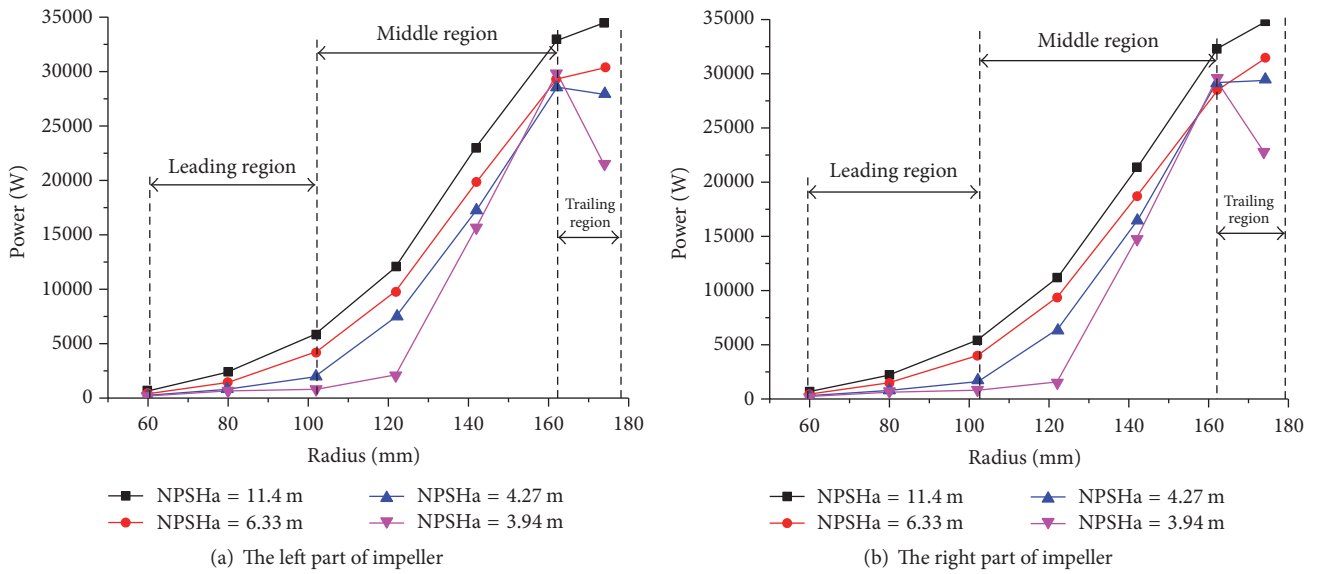 35000
30000
25000
20000
15000
10000
5000
0
Power (W)
Middle region
Leading region
Trailing
region
60 80 100 120 140 160 180
Radius (mm)
NPSHa = 11.4 m
NPSHa = 6.33 m
NPSHa = 4.27 m
NPSHa = 3.94 m
(a) The left part of impeller
35000
30000
25000
20000
15000
10000
5000
0
Power (W)
Middle region
Leading region
Trailing
region
60 80 100 120 140 160 180
Radius (mm)
NPSHa = 11.4 m
NPSHa = 6.33 m
NPSHa = 4.27 m
NPSHa = 3.94 m
(b) The right part of impeller